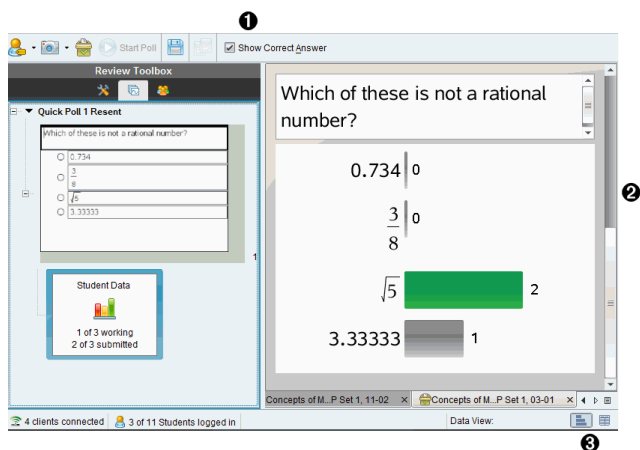 ❶
Start Poll
Show Correct Answer
Review Toolbox
Quick Poll 1 Resent
Which of these is not a rational number?
0.734
3
8
√5
3.33333
1
Student Data
1 of 3 working
2 of 3 submitted
Which of these is not a rational
number?
0.734 0
3
8
0
√5 2
3.33333 1
❷
Concepts of M...P Set 1, 11-02
Concepts of M...P Set 1, 03-01
4 clients connected
3 of 11 Students logged in
Data View:
❸